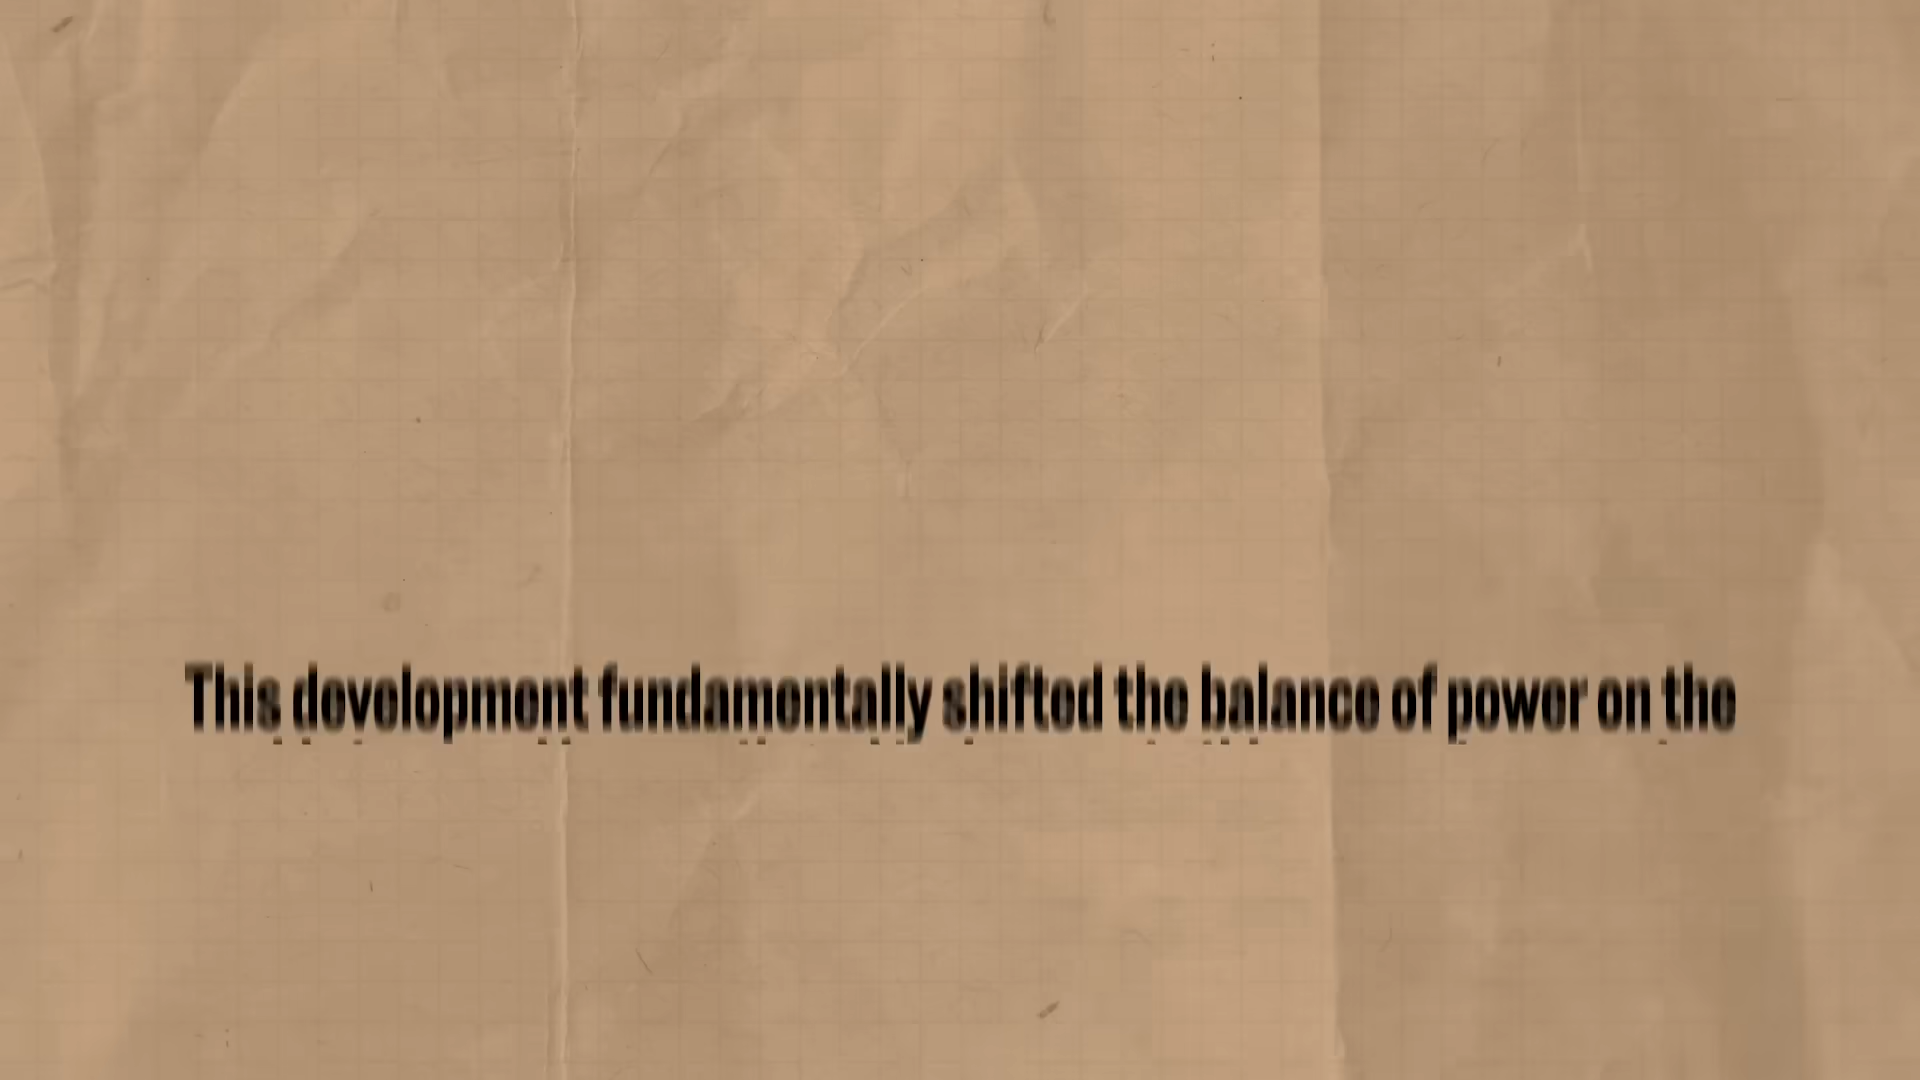 This development fundamentally shifted the balance of power on the